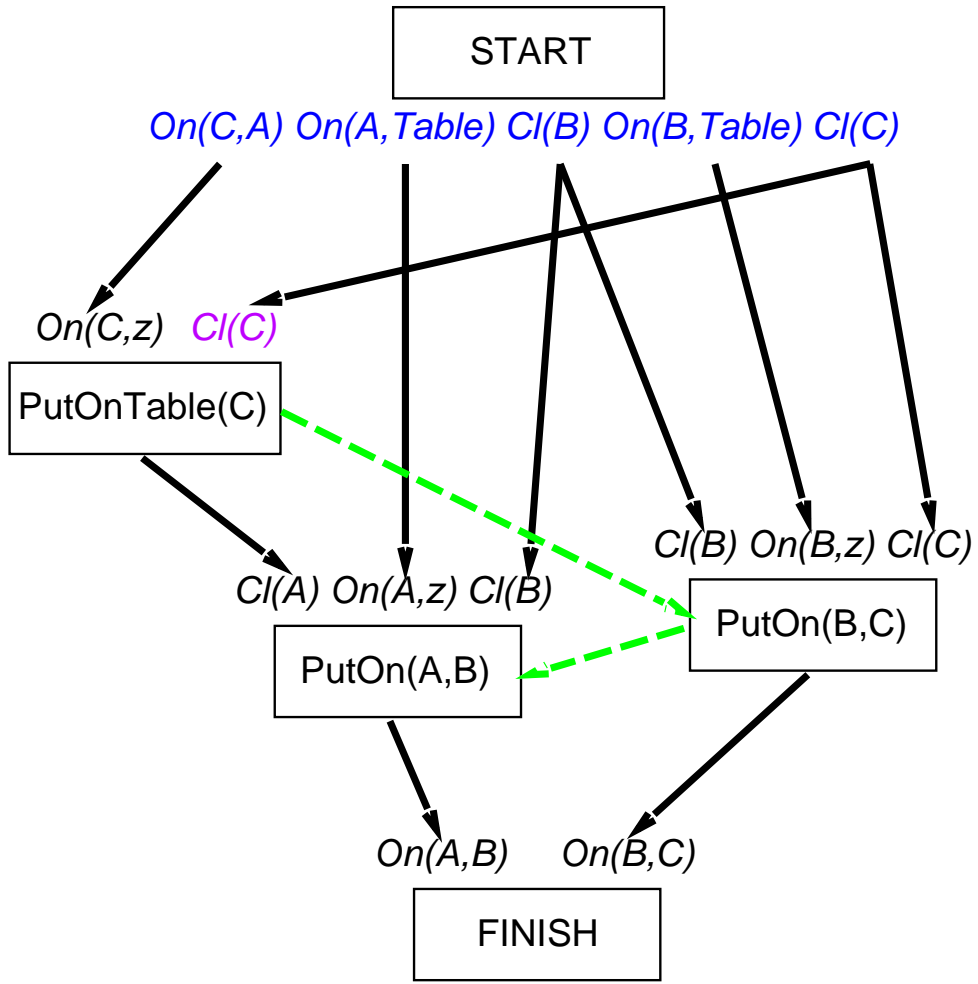 START
On(C,A) On(A,Table) Cl(B) On(B,Table) Cl(C)
On(C,z) Cl(C)
PutOnTable(C)
Cl(B) On(B,z) Cl(C)
Cl(A) On(A,z) Cl(B)
PutOn(B,C)
PutOn(A,B)
On(A,B) On(B,C)
FINISH